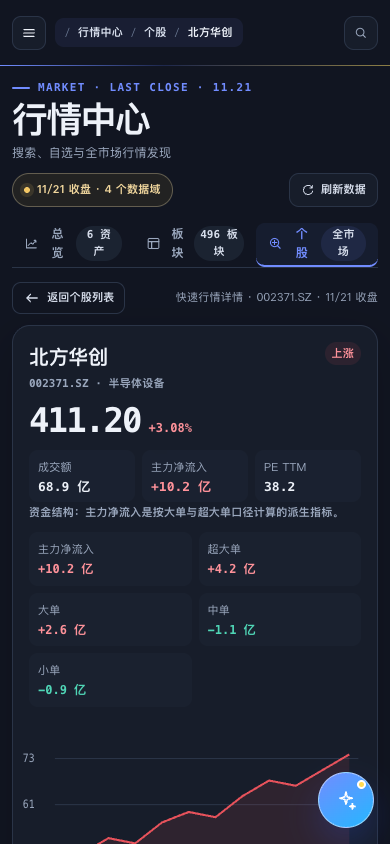 / 行情中心 / 个股 / 北方华创
MARKET · LAST CLOSE · 11.21
行情中心
搜索、自选与全市场行情发现
11/21 收盘 · 4 个数据域
刷新数据
总览 6 资产
板块 496 板块
个股 全市场
返回个股列表
快速行情详情 · 002371.SZ · 11/21 收盘
北方华创
上涨
002371.SZ · 半导体设备
411.20 +3.08%
成交额
68.9 亿
主力净流入
+10.2 亿
PE TTM
38.2
资金结构：主力净流入是按大单与超大单口径计算的派生指标。
主力净流入
+10.2 亿
超大单
+4.2 亿
大单
+2.6 亿
中单
−1.1 亿
小单
−0.9 亿
73
61